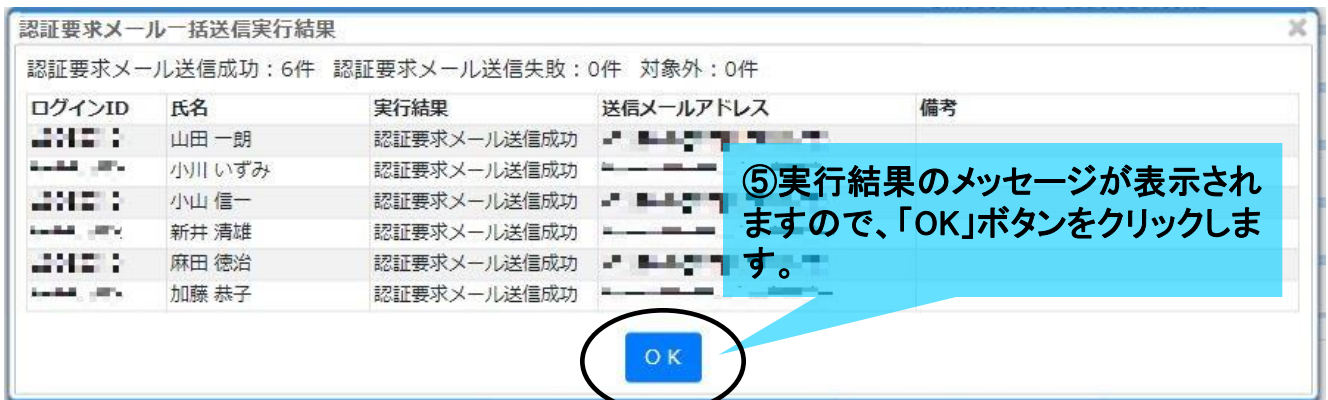 認証要求メール一括送信実行結果
認証要求メール送信成功：6件 認証要求メール送信失敗：0件 対象外：0件
ログインID 氏名 実行結果 送信メールアドレス 備考
山田 一朗 認証要求メール送信成功
小川 いずみ 認証要求メール送信成功
小山 信一 認証要求メール送信成功
新井 清雄 認証要求メール送信成功
麻田 徳治 認証要求メール送信成功
加藤 恭子 認証要求メール送信成功
⑤実行結果のメッセージが表示され
ますので、「OK」ボタンをクリックしま
す。
ＯＫ